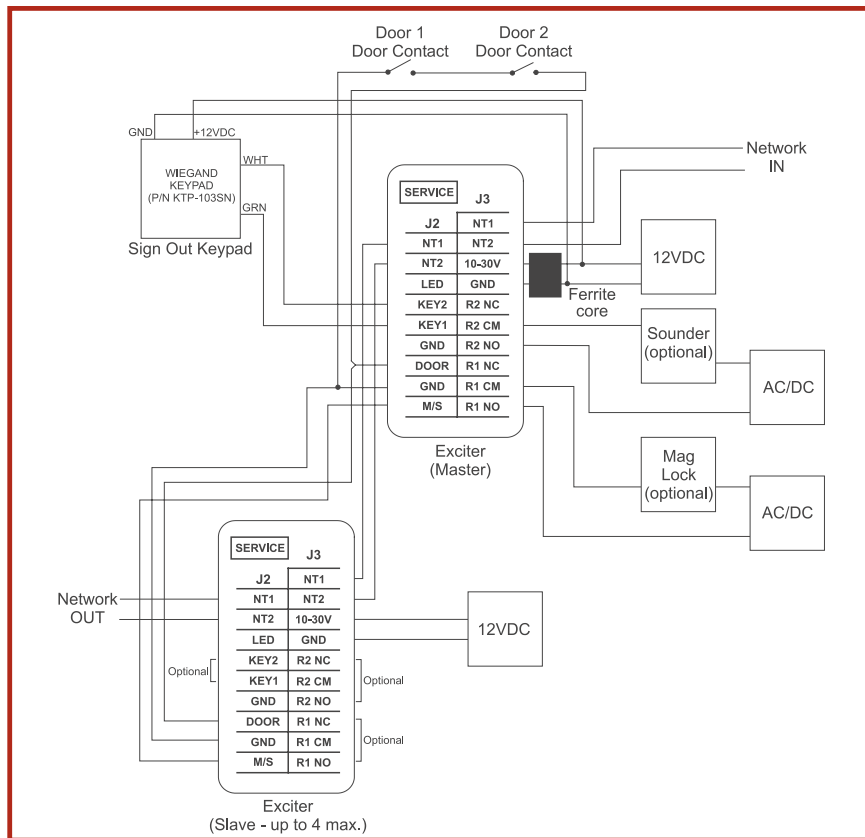 Door 1
Door Contact
Door 2
Door Contact
GND
+12VDC
WIEGAND
KEYPAD
(P/N KTP-103SN)
WHT
GRN
Sign Out Keypad
Network
IN
SERVICE
J3
J2 NT1
NT1 NT2
NT2 10-30V
LED GND
KEY2 R2 NC
KEY1 R2 CM
GND R2 NO
DOOR R1 NC
GND R1 CM
M/S R1 NO
Exciter
(Master)
Ferrite
core
12VDC
Sounder
(optional)
AC/DC
Mag
Lock
(optional)
AC/DC
Network
OUT
SERVICE
J3
J2 NT1
NT1 NT2
NT2 10-30V
LED GND
KEY2 R2 NC
KEY1 R2 CM
GND R2 NO
DOOR R1 NC
GND R1 CM
M/S R1 NO
Optional
Optional
Optional
12VDC
Exciter
(Slave - up to 4 max.)